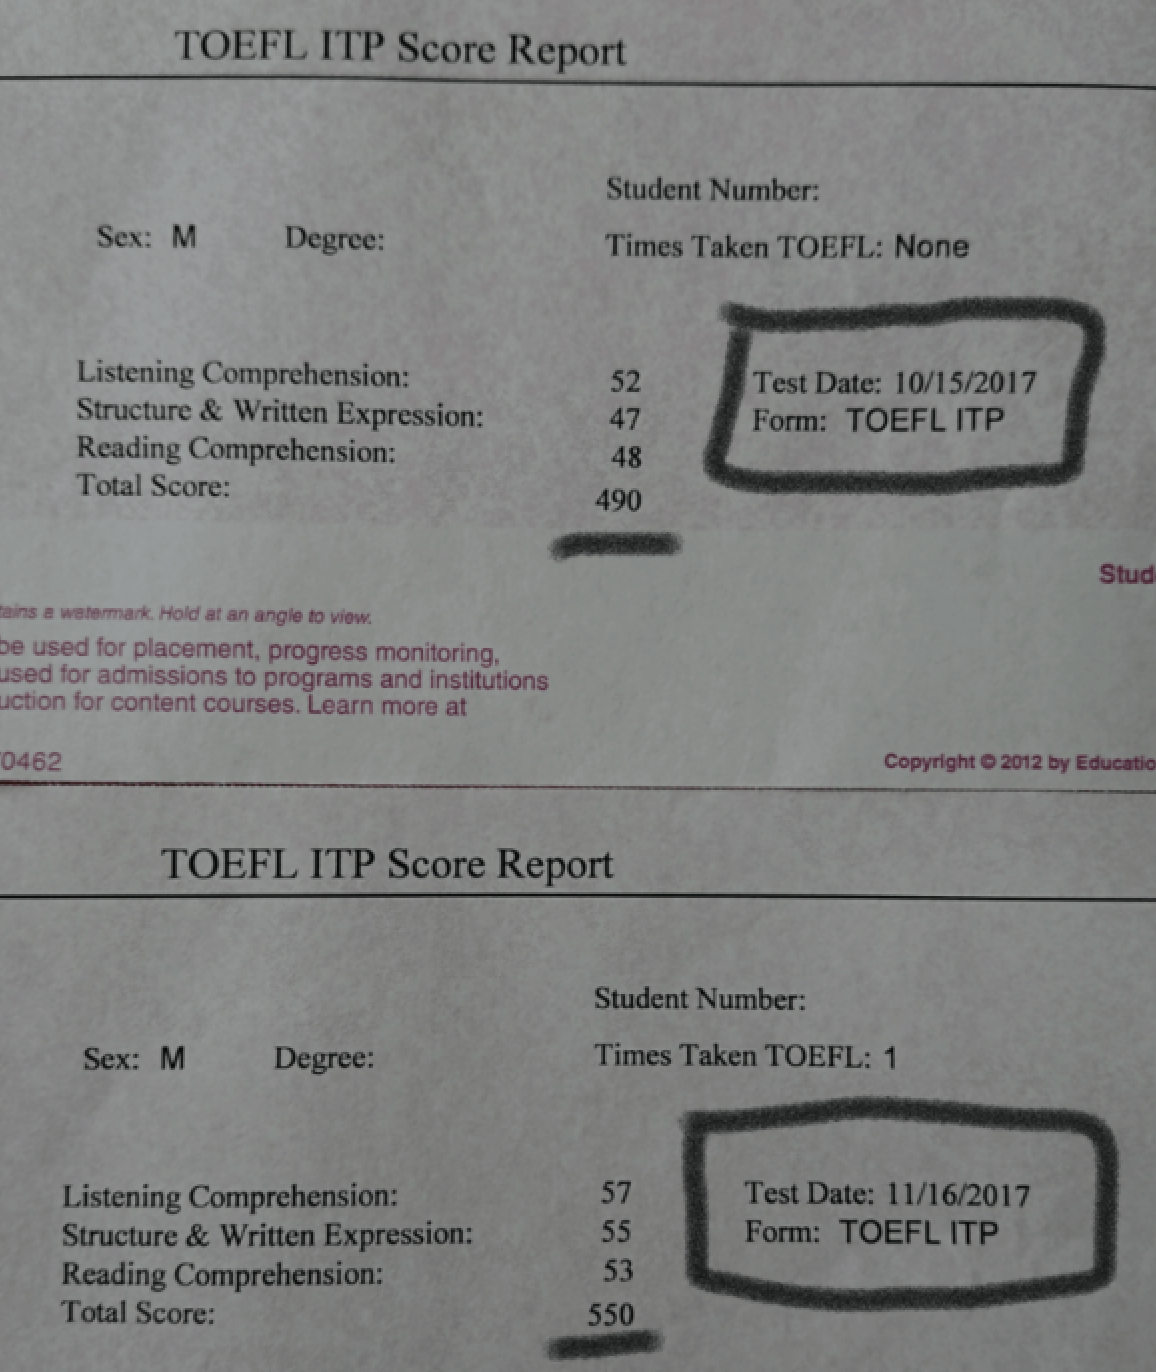 TOEFL ITP Score Report
Student Number:
Sex: M Degree: Times Taken TOEFL: None
Listening Comprehension: 52 Test Date: 10/15/2017
Structure & Written Expression: 47 Form: TOEFL ITP
Reading Comprehension: 48
Total Score: 490
Stud
tains a watermark. Hold at an angle to view.
be used for placement, progress monitoring,
used for admissions to programs and institutions
uction for content courses. Learn more at
0462 Copyright © 2012 by Educatio
TOEFL ITP Score Report
Student Number:
Sex: M Degree: Times Taken TOEFL: 1
Listening Comprehension: 57 Test Date: 11/16/2017
Structure & Written Expression: 55 Form: TOEFL ITP
Reading Comprehension: 53
Total Score: 550